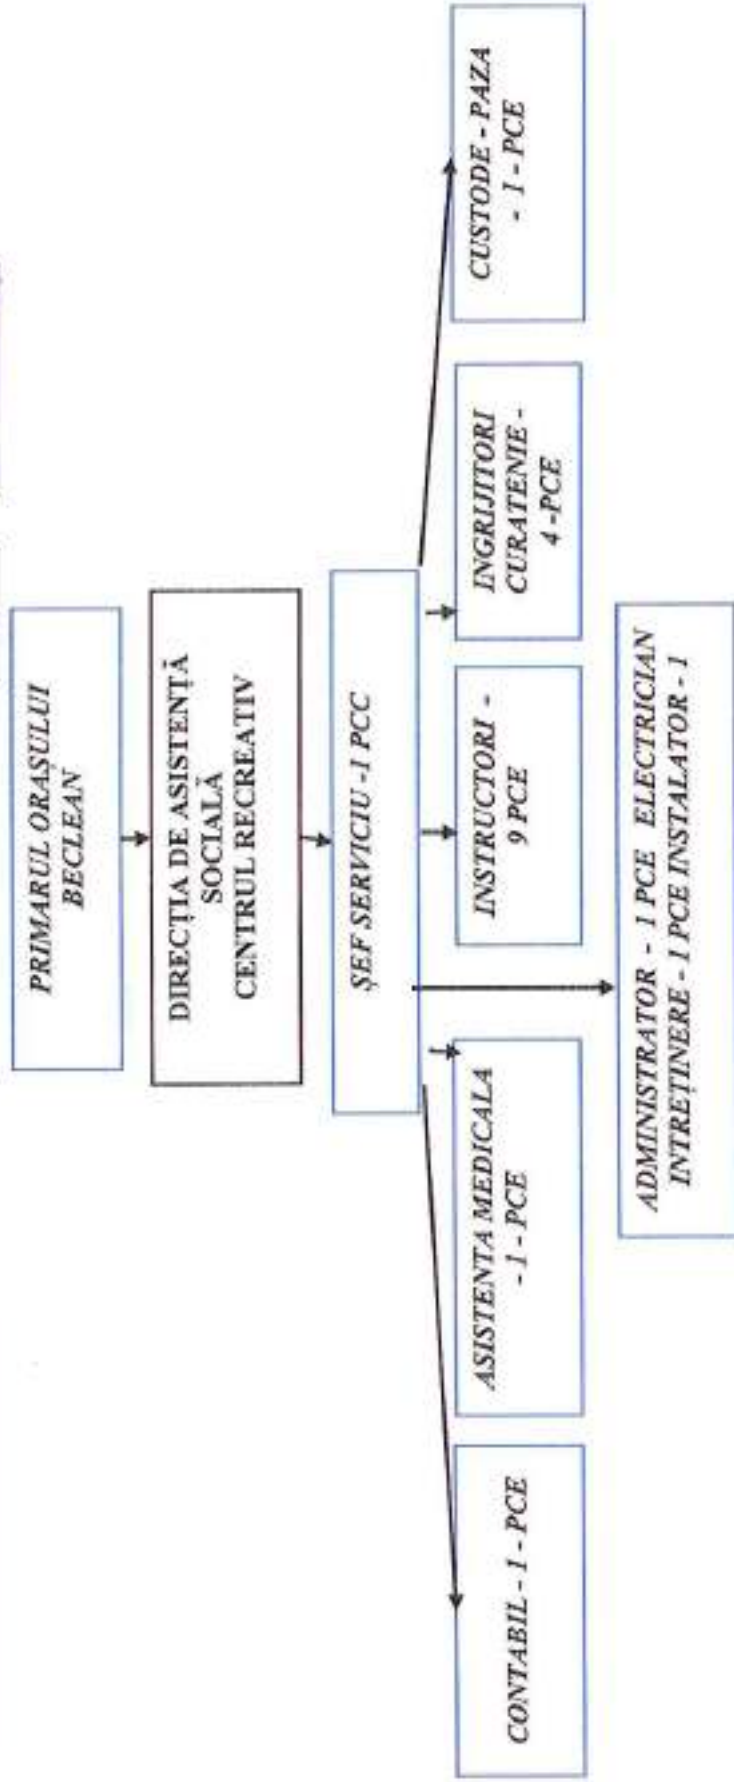 PRIMARUL ORAȘULUI
BECLEAN
DIRECȚIA DE ASISTENȚĂ
SOCIALĂ
CENTRUL RECREATIV
ȘEF SERVICIU -1 PCC
CONTABIL - 1 - PCE
ASISTENTA MEDICALA
- 1 - PCE
INSTRUCTORI -
9 PCE
INGRIJITORI
CURATENIE -
4 -PCE
CUSTODE - PAZA
- 1 - PCE
ADMINISTRATOR - 1 PCE ELECTRICIAN
INTREȚINERE - 1 PCE INSTALATOR - 1